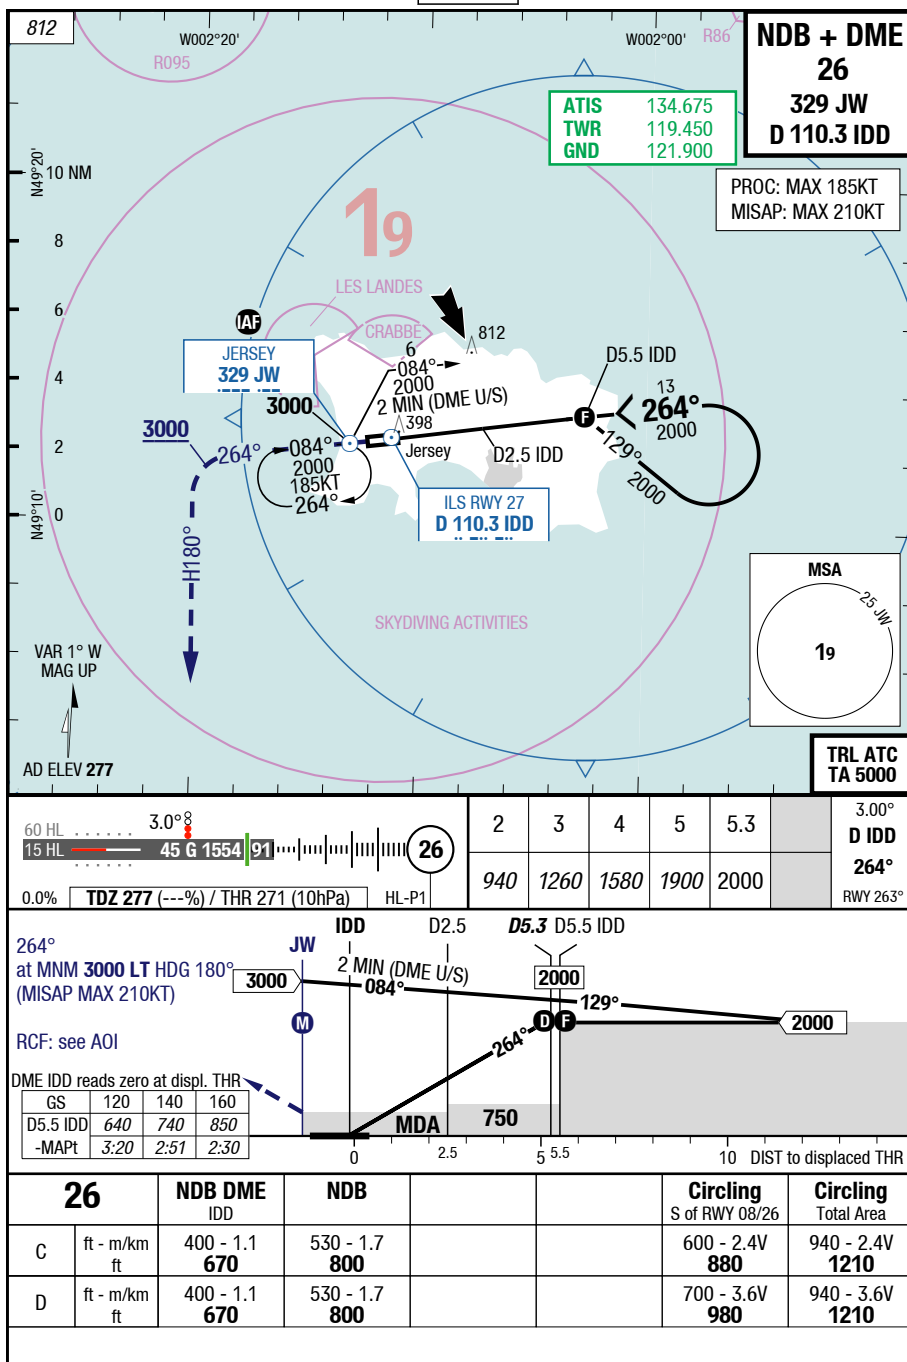 812
W002°20'
W002°00'
R095
R86
NDB + DME
26
329 JW
D 110.3 IDD
ATIS 134.675
TWR 119.450
GND 121.900
PROC: MAX 185KT
MISAP: MAX 210KT
N49°20'
10 NM
8
6
4
2
0
N49°10'
19
LES LANDES
CRABBE
IAF
JERSEY
329 JW
812
6
084°
2000
2 MIN (DME U/S)
398
Jersey
3000
D5.5 IDD
F
13
264°
2000
129°
2000
D2.5 IDD
3000
264°
084°
2000
185KT
264°
H180°
ILS RWY 27
D 110.3 IDD
SKYDIVING ACTIVITIES
MSA
25 JW
19
VAR 1° W
MAG UP
AD ELEV 277
TRL ATC
TA 5000
60 HL
15 HL
3.0°
45 G 1554 91
26
0.0%
TDZ 277 (---%) / THR 271 (10hPa)
HL-P1
2 3 4 5 5.3
940 1260 1580 1900 2000
3.00°
D IDD
264°
RWY 263°
264°
at MNM 3000 LT HDG 180°
(MISAP MAX 210KT)
RCF: see AOI
JW
IDD
D2.5
D5.3 D5.5 IDD
3000
2 MIN (DME U/S)
084°
2000
129°
2000
M
D F
264°
MDA
750
DME IDD reads zero at displ. THR
GS 120 140 160
D5.5 IDD 640 740 850
-MAPt 3:20 2:51 2:30
0 2.5 5 5.5 10 DIST to displaced THR
26 NDB DME NDB Circling Circling
IDD S of RWY 08/26 Total Area
C ft - m/km 400 - 1.1 530 - 1.7 600 - 2.4V 940 - 2.4V
ft 670 800 880 1210
D ft - m/km 400 - 1.1 530 - 1.7 700 - 3.6V 940 - 3.6V
ft 670 800 980 1210